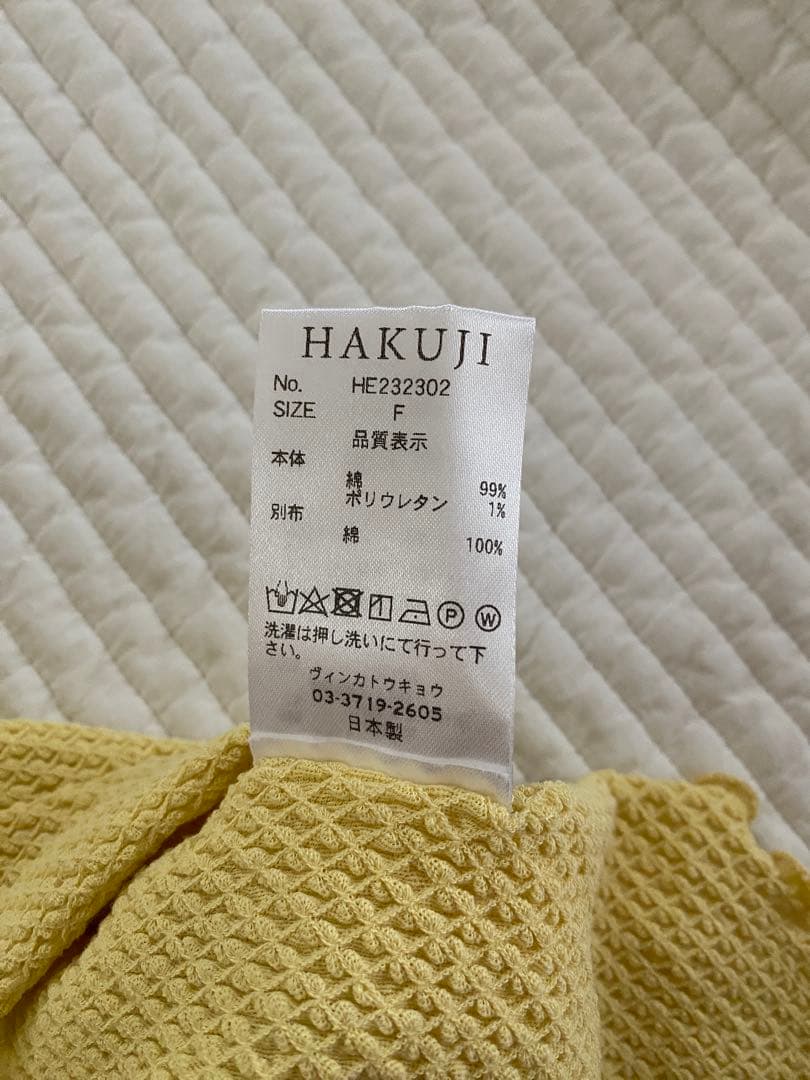 HAKUJI
No. HE232302
SIZE F
品質表示
本体
綿 99%
ポリウレタン 1%
別布
綿 100%
P W
洗濯は押し洗いにて行って下
さい。
ヴィンカトウキョウ
03-3719-2605
日本製